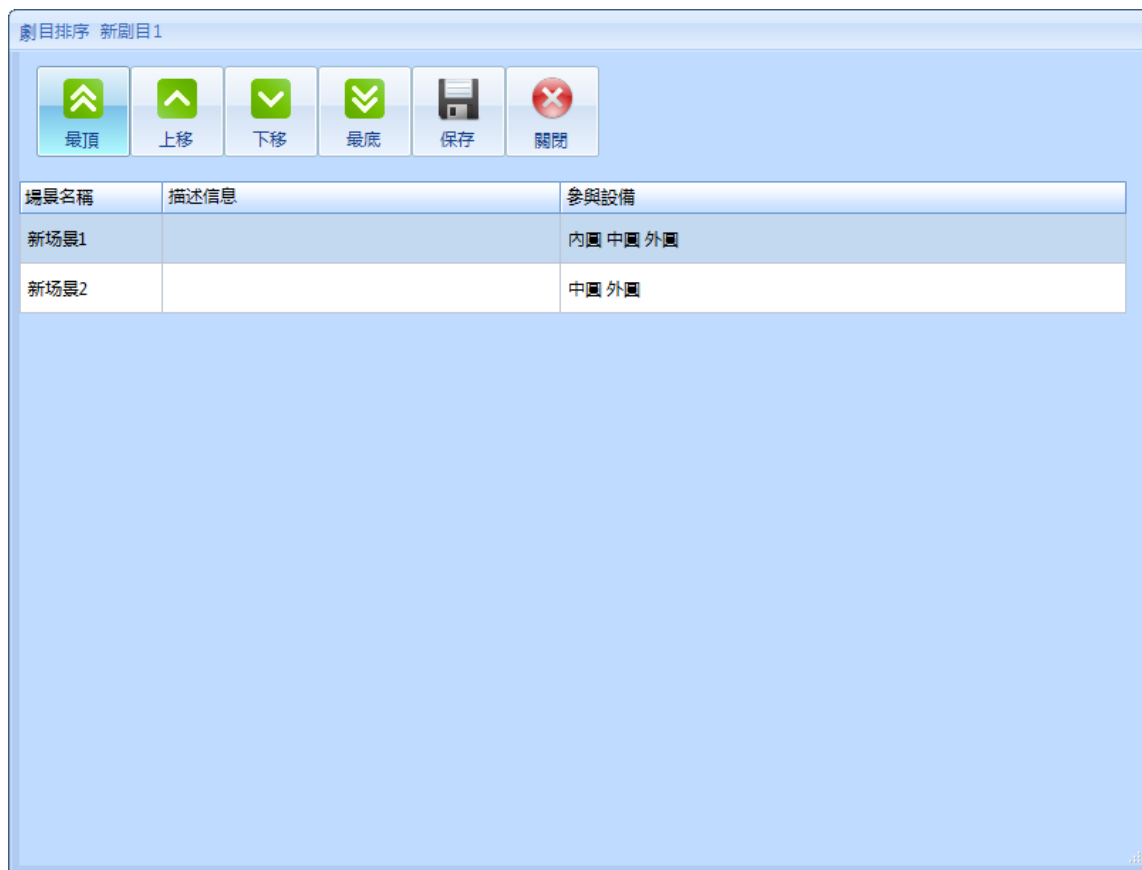 劇目排序 新剧目1
最頂 上移 下移 最底 保存 關閉
場景名稱 描述信息 參與設備
新场景1 內圓 中圓 外圓
新场景2 中圓 外圓